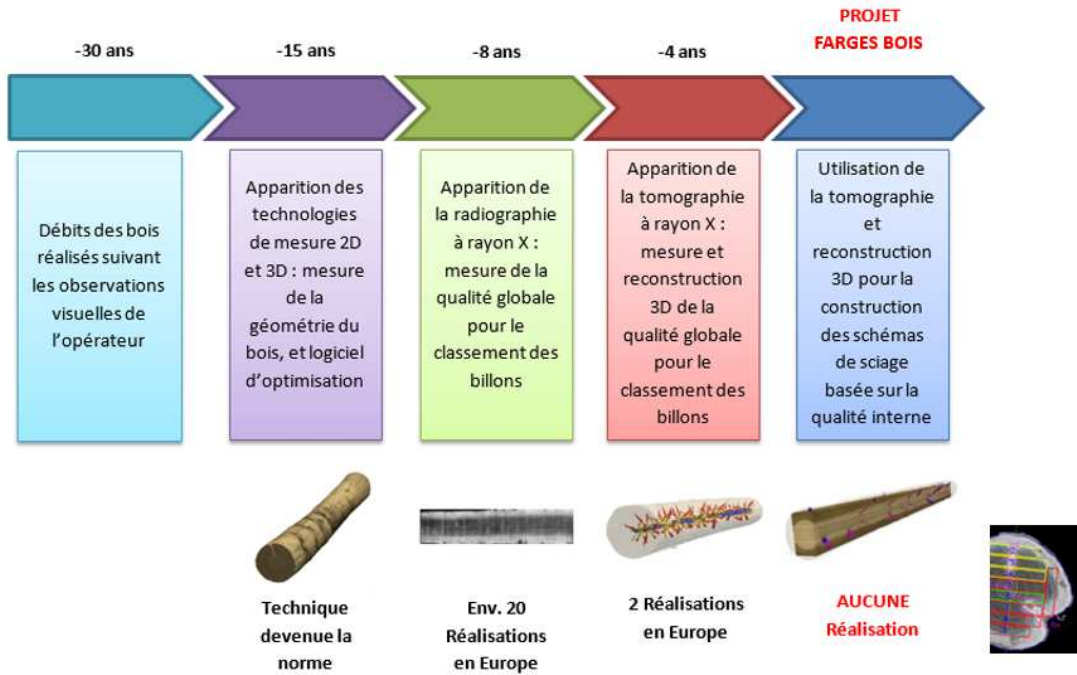 -30 ans
-15 ans
-8 ans
-4 ans
PROJET
FARGES BOIS
Débits des bois
réalisés suivant
les observations
visuelles de
l'opérateur
Apparition des
technologies
de mesure 2D
et 3D : mesure
de la
géométrie du
bois, et logiciel
d'optimisation
Apparition de
la radiographie
à rayon X :
mesure de la
qualité globale
pour le
classement des
billons
Apparition de
la tomographie
à rayon X :
mesure et
reconstruction
3D de la
qualité globale
pour le
classement des
billons
Utilisation de
la tomographie
et
reconstruction
3D pour la
construction
des schémas
de sciage
basée sur la
qualité interne
Technique
devenue la
norme
Env. 20
Réalisations
en Europe
2 Réalisations
en Europe
AUCUNE
Réalisation